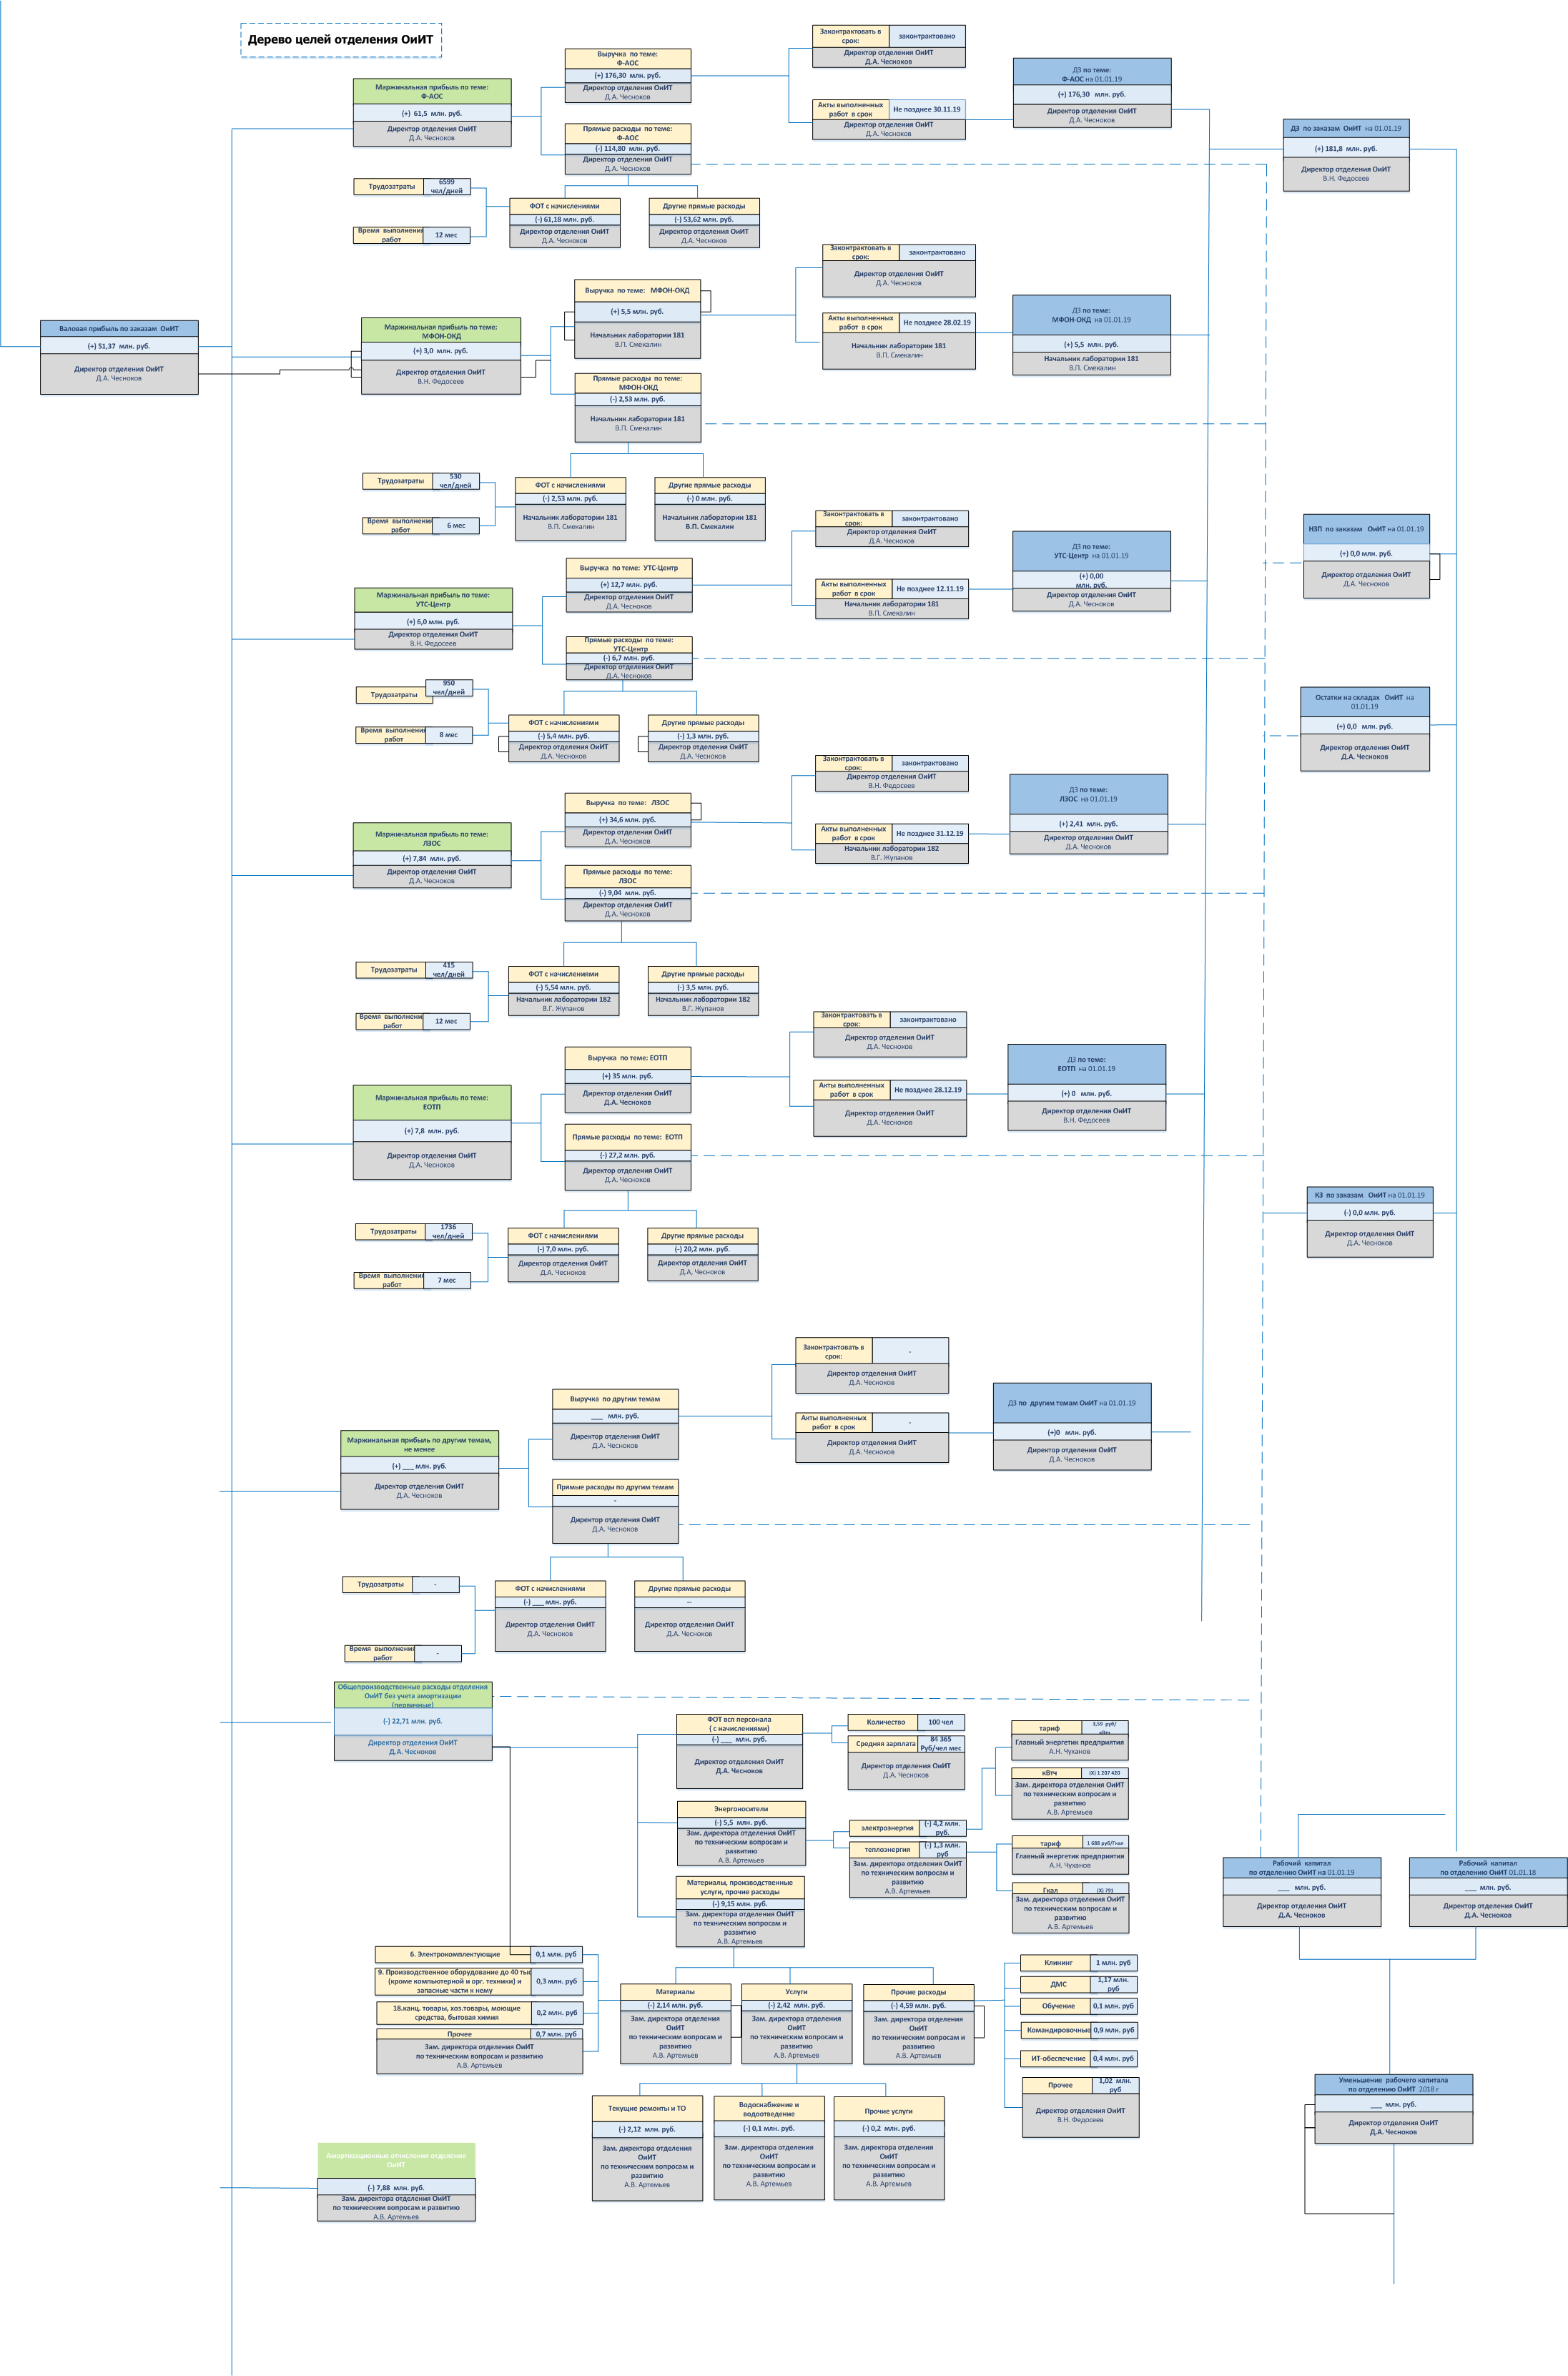 Дерево целей отделения ОиИТ
Валовая прибыль по заказам ОиИТ
(+) 51,37 млн. руб.
Директор отделения ОиИТ
Д.А. Чесноков
Маржинальная прибыль по теме:
Ф-АОС
(+) 61,5 млн. руб.
Директор отделения ОиИТ
Д.А. Чесноков
Выручка по теме:
Ф-АОС
(+) 176,30 млн. руб.
Директор отделения ОиИТ
Д.А. Чесноков
Прямые расходы по теме:
Ф-АОС
(-) 114,80 млн. руб.
Директор отделения ОиИТ
Д.А. Чесноков
Законтрактовать в
срок:
законтрактовано
Директор отделения ОиИТ
Д.А. Чесноков
Акты выполненных
работ в срок
Не позднее 30.11.19
Директор отделения ОиИТ
Д.А. Чесноков
ДЗ по теме:
Ф-АОС на 01.01.19
(+) 176,30 млн. руб.
Директор отделения ОиИТ
Д.А. Чесноков
ДЗ по заказам ОиИТ на 01.01.19
(+) 181,8 млн. руб.
Директор отделения ОиИТ
В.Н. Федосеев
Трудозатраты
6599
чел/дней
Время выполнения
работ
12 мес
ФОТ с начислениями
(-) 61,18 млн. руб.
Директор отделения ОиИТ
Д.А. Чесноков
Другие прямые расходы
(-) 53,62 млн. руб.
Директор отделения ОиИТ
Д.А. Чесноков
Маржинальная прибыль по теме:
МФОН-ОКД
(+) 3,0 млн. руб.
Директор отделения ОиИТ
В.Н. Федосеев
Выручка по теме: МФОН-ОКД
(+) 5,5 млн. руб.
Начальник лаборатории 181
В.П. Смекалин
Прямые расходы по теме:
МФОН-ОКД
(-) 2,53 млн. руб.
Начальник лаборатории 181
В.П. Смекалин
Законтрактовать в
срок:
законтрактовано
Директор отделения ОиИТ
Д.А. Чесноков
Акты выполненных
работ в срок
Не позднее 28.02.19
Начальник лаборатории 181
В.П. Смекалин
ДЗ по теме:
МФОН-ОКД на 01.01.19
(+) 5,5 млн. руб.
Начальник лаборатории 181
В.П. Смекалин
Трудозатраты
530
чел/дней
Время выполнения
работ
6 мес
ФОТ с начислениями
(-) 2,53 млн. руб.
Начальник лаборатории 181
В.П. Смекалин
Другие прямые расходы
(-) 0 млн. руб.
Начальник лаборатории 181
В.П. Смекалин
Маржинальная прибыль по теме:
УТС-Центр
(+) 6,0 млн. руб.
Директор отделения ОиИТ
В.Н. Федосеев
Выручка по теме: УТС-Центр
(+) 12,7 млн. руб.
Директор отделения ОиИТ
Д.А. Чесноков
Прямые расходы по теме:
УТС-Центр
(-) 6,7 млн. руб.
Директор отделения ОиИТ
Д.А. Чесноков
Законтрактовать в
срок:
законтрактовано
Директор отделения ОиИТ
Д.А. Чесноков
Акты выполненных
работ в срок
Не позднее 12.11.19
Начальник лаборатории 181
В.П. Смекалин
ДЗ по теме:
УТС-Центр на 01.01.19
(+) 0,00
млн. руб.
Директор отделения ОиИТ
Д.А. Чесноков
НЗП по заказам ОиИТ на 01.01.19
(+) 0,0 млн. руб.
Директор отделения ОиИТ
Д.А. Чесноков
Трудозатраты
950
чел/дней
Время выполнения
работ
8 мес
ФОТ с начислениями
(-) 5,4 млн. руб.
Директор отделения ОиИТ
Д.А. Чесноков
Другие прямые расходы
(-) 1,3 млн. руб.
Директор отделения ОиИТ
Д.А. Чесноков
Остатки на складах ОиИТ на
01.01.19
(+) 0,0 млн. руб.
Директор отделения ОиИТ
Д.А. Чесноков
Маржинальная прибыль по теме:
ЛЗОС
(+) 7,84 млн. руб.
Директор отделения ОиИТ
Д.А. Чесноков
Выручка по теме: ЛЗОС
(+) 34,6 млн. руб.
Директор отделения ОиИТ
Д.А. Чесноков
Прямые расходы по теме:
ЛЗОС
(-) 9,04 млн. руб.
Директор отделения ОиИТ
Д.А. Чесноков
Законтрактовать в
срок:
законтрактовано
Директор отделения ОиИТ
В.Н. Федосеев
Акты выполненных
работ в срок
Не позднее 31.12.19
Начальник лаборатории 182
В.Г. Жупанов
ДЗ по теме:
ЛЗОС на 01.01.19
(+) 2,41 млн. руб.
Директор отделения ОиИТ
Д.А. Чесноков
Трудозатраты
415
чел/дней
Время выполнения
работ
12 мес
ФОТ с начислениями
(-) 5,54 млн. руб.
Начальник лаборатории 182
В.Г. Жупанов
Другие прямые расходы
(-) 3,5 млн. руб.
Начальник лаборатории 182
В.Г. Жупанов
Маржинальная прибыль по теме:
ЕОТП
(+) 7,8 млн. руб.
Директор отделения ОиИТ
Д.А. Чесноков
Выручка по теме: ЕОТП
(+) 35 млн. руб.
Директор отделения ОиИТ
Д.А. Чесноков
Прямые расходы по теме: ЕОТП
(-) 27,2 млн. руб.
Директор отделения ОиИТ
Д.А. Чесноков
Законтрактовать в
срок:
законтрактовано
Директор отделения ОиИТ
Д.А. Чесноков
Акты выполненных
работ в срок
Не позднее 28.12.19
Директор отделения ОиИТ
Д.А. Чесноков
ДЗ по теме:
ЕОТП на 01.01.19
(+) 0 млн. руб.
Директор отделения ОиИТ
В.Н. Федосеев
КЗ по заказам ОиИТ на 01.01.19
(-) 0,0 млн. руб.
Директор отделения ОиИТ
Д.А. Чесноков
Трудозатраты
1736
чел/дней
Время выполнения
работ
7 мес
ФОТ с начислениями
(-) 7,0 млн. руб.
Директор отделения ОиИТ
Д.А. Чесноков
Другие прямые расходы
(-) 20,2 млн. руб.
Директор отделения ОиИТ
Д.А, Чесноков
Маржинальная прибыль по другим темам,
не менее
(+) ___ млн. руб.
Директор отделения ОиИТ
Д.А. Чесноков
Выручка по другим темам
___ млн. руб.
Директор отделения ОиИТ
Д.А. Чесноков
Прямые расходы по другим темам
-
Директор отделения ОиИТ
Д.А. Чесноков
Законтрактовать в
срок:
-
Директор отделения ОиИТ
Д.А. Чесноков
Акты выполненных
работ в срок
-
Директор отделения ОиИТ
Д.А. Чесноков
ДЗ по другим темам ОиИТ на 01.01.19
(+)0 млн. руб.
Директор отделения ОиИТ
Д.А. Чесноков
Трудозатраты
-
Время выполнения
работ
-
ФОТ с начислениями
(-) ___ млн. руб.
Директор отделения ОиИТ
Д.А. Чесноков
Другие прямые расходы
--
Директор отделения ОиИТ
Д.А. Чесноков
Общепроизводственные расходы отделения
ОиИТ без учета амортизации
(первичные)
(-) 22,71 млн. руб.
Директор отделения ОиИТ
Д.А. Чесноков
ФОТ всп персонала
( с начислениями)
(-) ___ млн. руб.
Директор отделения ОиИТ
Д.А. Чесноков
Количество
100 чел
Средняя зарплата
84 365
Руб/чел мес
Директор отделения ОиИТ
Д.А. Чесноков
тариф
3,59 руб/
кВтч
Главный энергетик предприятия
А.Н. Чуханов
кВтч
(Х) 1 207 420
Зам. директора отделения ОиИТ
по техническим вопросам и
развитию
А.В. Артемьев
Энергоносители
(-) 5,5 млн. руб.
Зам. директора отделения ОиИТ
по техническим вопросам и
развитию
А.В. Артемьев
электроэнергия
(-) 4,2 млн.
руб.
теплоэнергия
(-) 1,3 млн.
руб
Зам. директора отделения ОиИТ
по техническим вопросам и
развитию
А.В. Артемьев
тариф
1 688 руб/Гкал
Главный энергетик предприятия
А.Н. Чуханов
Гкал
(Х) 791
Зам. директора отделения ОиИТ
по техническим вопросам и
развитию
А.В. Артемьев
Рабочий капитал
по отделению ОиИТ на 01.01.19
___ млн. руб.
Директор отделения ОиИТ
Д.А. Чесноков
Рабочий капитал
по отделению ОиИТ 01.01.18
___ млн. руб.
Директор отделения ОиИТ
Д.А. Чесноков
Материалы, производственные
услуги, прочие расходы
(-) 9,15 млн. руб.
Зам. директора отделения ОиИТ
по техническим вопросам и
развитию
А.В. Артемьев
6. Электрокомплектующие
0,1 млн. руб
9. Производственное оборудование до 40 тыс
(кроме компьютерной и орг. техники) и
запасные части к нему
0,3 млн. руб
18.канц. товары, хоз.товары, моющие
средства, бытовая химия
0,2 млн. руб
Прочее
0,7 млн. руб
Зам. директора отделения ОиИТ
по техническим вопросам и развитию
А.В. Артемьев
Материалы
(-) 2,14 млн. руб.
Зам. директора отделения
ОиИТ
по техническим вопросам и
развитию
А.В. Артемьев
Услуги
(-) 2,42 млн. руб.
Зам. директора отделения
ОиИТ
по техническим вопросам и
развитию
А.В. Артемьев
Прочие расходы
(-) 4,59 млн. руб.
Зам. директора отделения
ОиИТ
по техническим вопросам и
развитию
А.В. Артемьев
Клининг
1 млн. руб
ДМС
1,17 млн.
руб
Обучение
0,1 млн. руб
Командировочные
0,9 млн. руб
ИТ-обеспечение
0,4 млн. руб
Прочее
1,02 млн.
руб
Директор отделения ОиИТ
В.Н. Федосеев
Текущие ремонты и ТО
(-) 2,12 млн. руб.
Зам. директора отделения
ОиИТ
по техническим вопросам и
развитию
А.В. Артемьев
Водоснабжение и
водоотведение
(-) 0,1 млн. руб.
Зам. директора отделения
ОиИТ
по техническим вопросам и
развитию
А.В. Артемьев
Прочие услуги
(-) 0,2 млн. руб.
Зам. директора отделения
ОиИТ
по техническим вопросам и
развитию
А.В. Артемьев
Уменьшение рабочего капитала
по отделению ОиИТ 2018 г
___ млн. руб.
Директор отделения ОиИТ
Д.А. Чесноков
Амортизационные отчисления отделения
ОиИТ
(-) 7,88 млн. руб.
Зам. директора отделения ОиИТ
по техническим вопросам и развитию
А.В. Артемьев